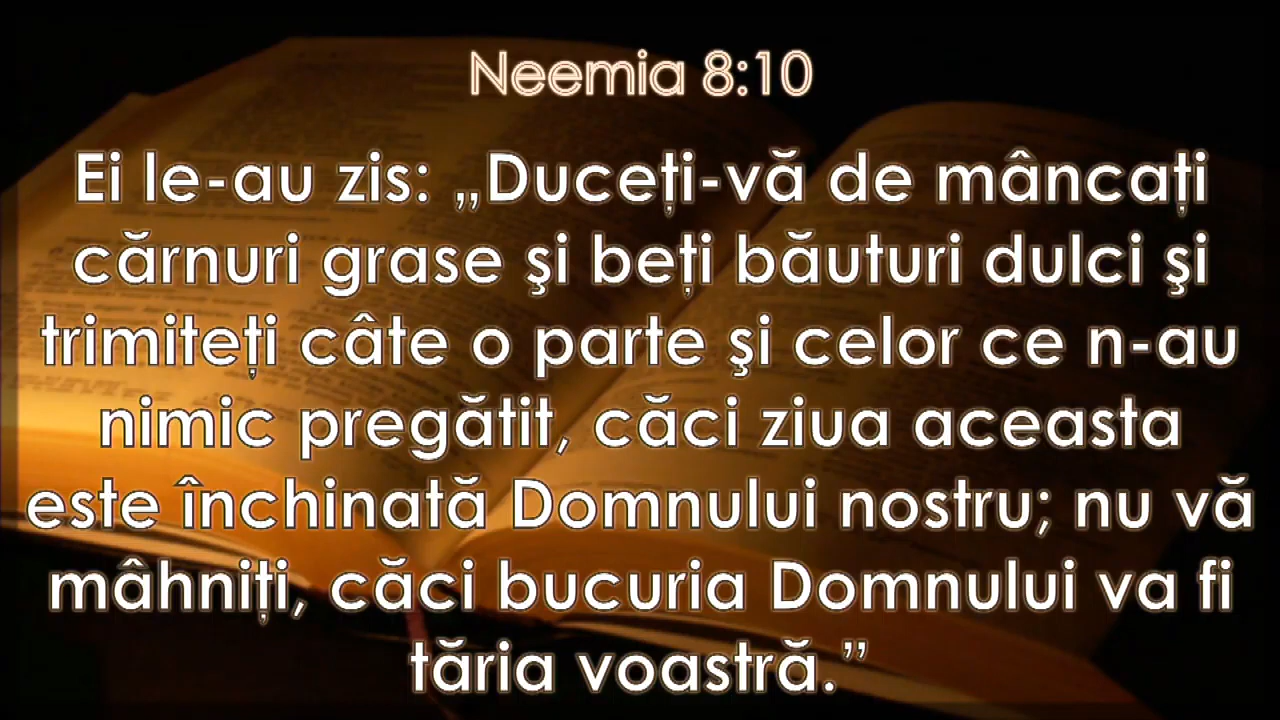 Neemia 8:10
Ei le-au zis: „Duceți-vă de mâncați
cărnuri grase şi beți băuturi dulci şi
trimiteți câte o parte şi celor ce n-au
nimic pregătit, căci ziua aceasta
este închinată Domnului nostru; nu vă
mâhniți, căci bucuria Domnului va fi
tăria voastră.”